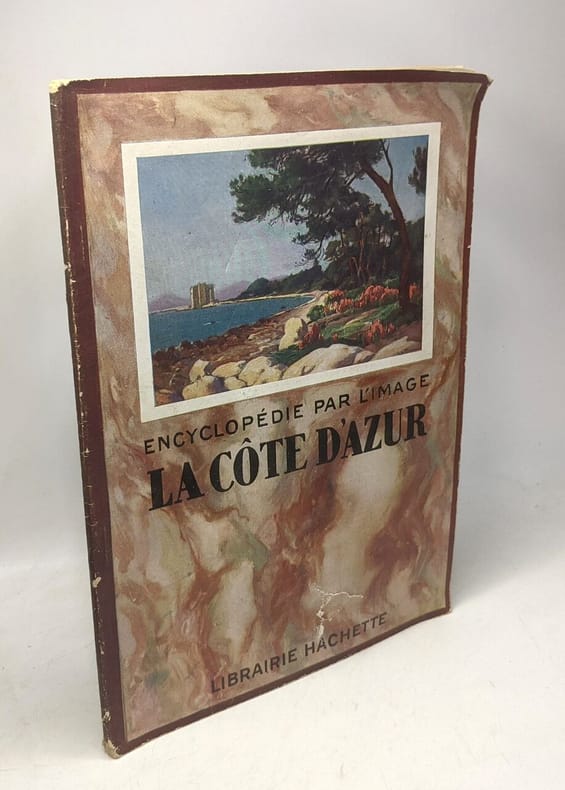 ENCYCLOPÉDIE PAR L'IMAGE
LA CÔTE D'AZUR
LIBRAIRIE HACHETTE